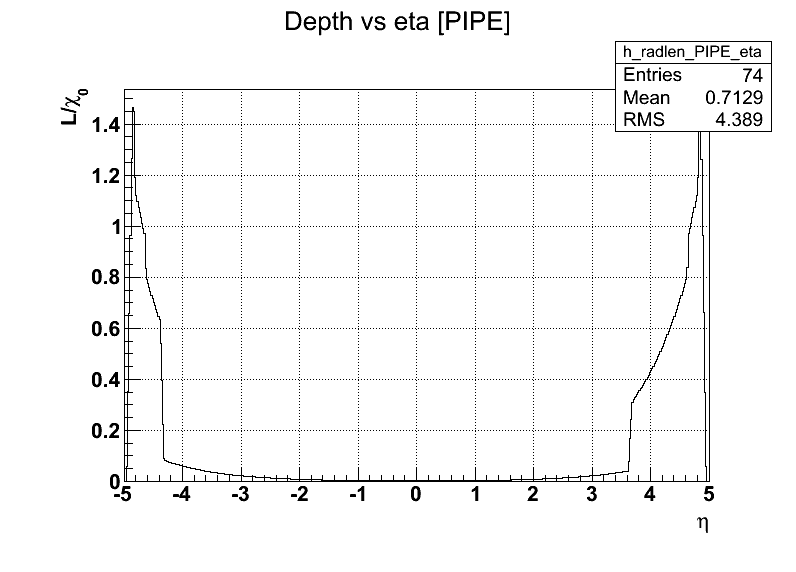 Depth vs eta [PIPE]
h_radlen_PIPE_eta
Entries 74
Mean 0.7129
RMS 4.389
L/χ₀
1.4
1.2
1
0.8
0.6
0.4
0.2
0
-5 -4 -3 -2 -1 0 1 2 3 4 5
η